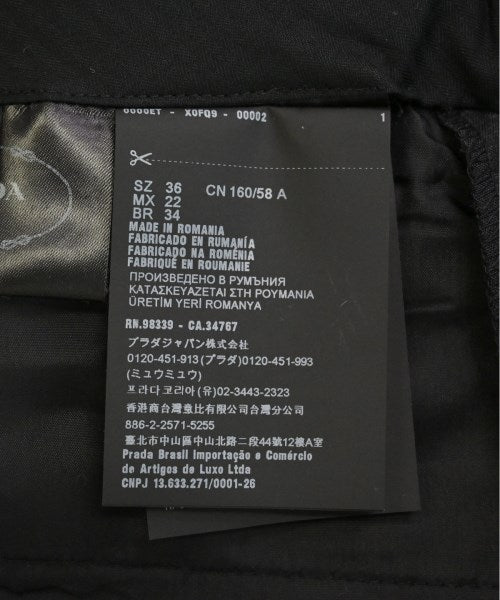 0000ET - X0FQ9 - 00002 1
SZ 36 CN 160/58 A
MX 22
BR 34
MADE IN ROMANIA
FABRICADO EN RUMANÍA
FABRICADO NA ROMÉNIA
FABRIQUÉ EN ROUMANIE
ПРОИЗВЕДЕНО В РУМЪНИЯ
ΚΑΤΑΣΚΕΥΑΖΕΤΑΙ ΣΤΗ ΡΟΥΜΑΝΙΑ
ÜRETİM YERİ ROMANYA
RN.98339 - CA.34767
プラダジャパン株式会社
0120-451-913(プラダ)0120-451-993
(ミュウミュウ)
프라다코리아(유)02-3443-2323
香港商台灣意比有限公司台灣分公司
886-2-2571-5255
臺北市中山區中山北路二段44號12樓A室
Prada Brasil Importação e Comércio
de Artigos de Luxo Ltda
CNPJ 13.633.271/0001-26